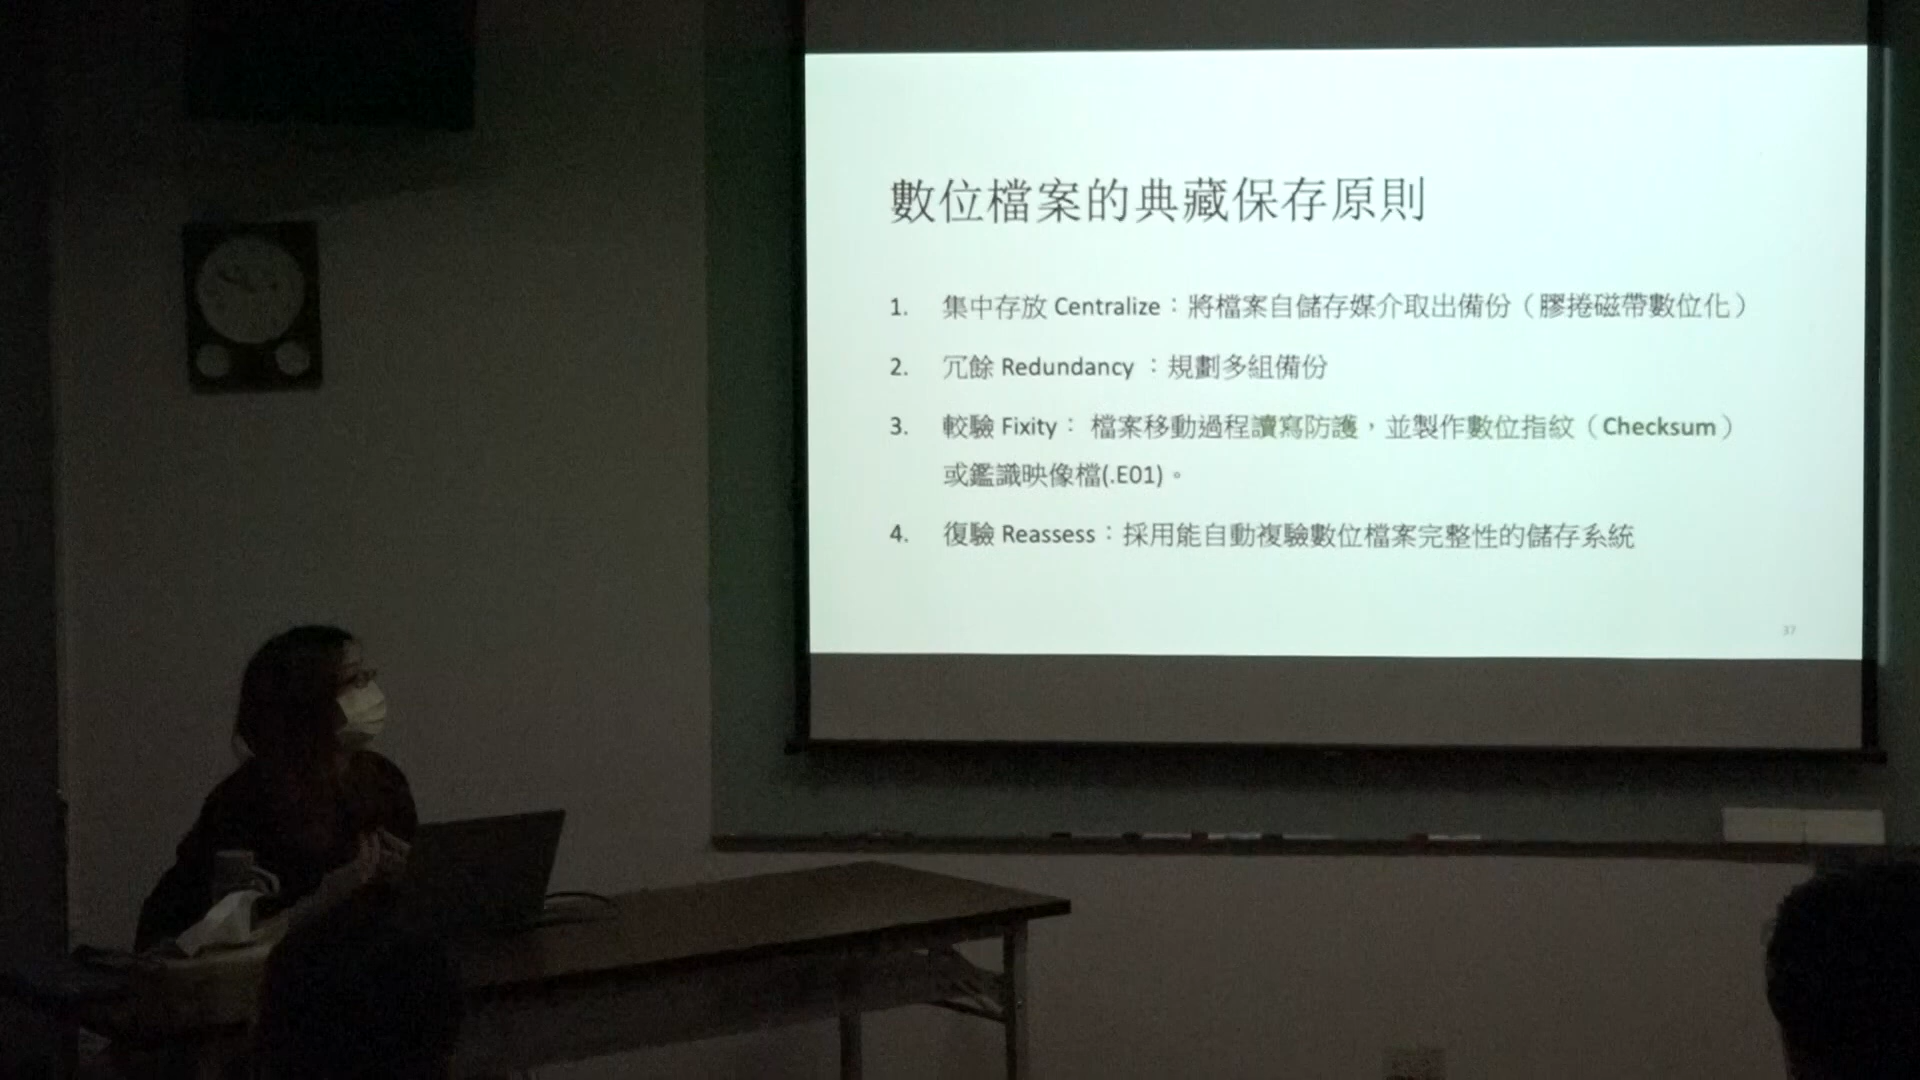 數位檔案的典藏保存原則
1. 集中存放 Centralize：將檔案自儲存媒介取出備份（膠捲磁帶數位化）
2. 冗餘 Redundancy ：規劃多組備份
3. 較驗 Fixity： 檔案移動過程讀寫防護，並製作數位指紋（Checksum）
或鑑識映像檔(.E01)。
4. 復驗 Reassess：採用能自動複驗數位檔案完整性的儲存系統
37